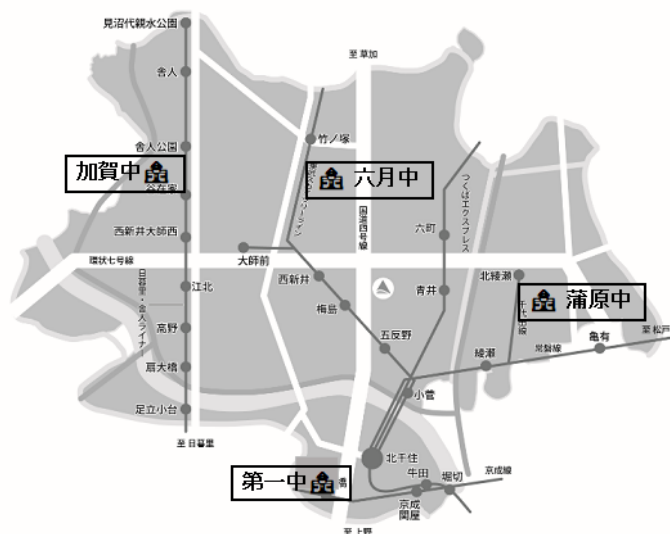 見沼代親水公園
至 草加
舎人
竹ノ塚
舎人公園
加賀中
六月中
谷在家
つくばエクスプレス
国道四号線
六町
西新井大師西
大師前
環状七号線
西新井
北綾瀬
江北
青井
蒲原中
千代田線
梅島
日暮里・舎人ライナー
高野
至 松戸
五反野
亀有
常磐線
綾瀬
扇大橋
小菅
足立小台
至 日暮里
北千住
第一中
牛田
堀切
京成線
京成
関屋
至 上野